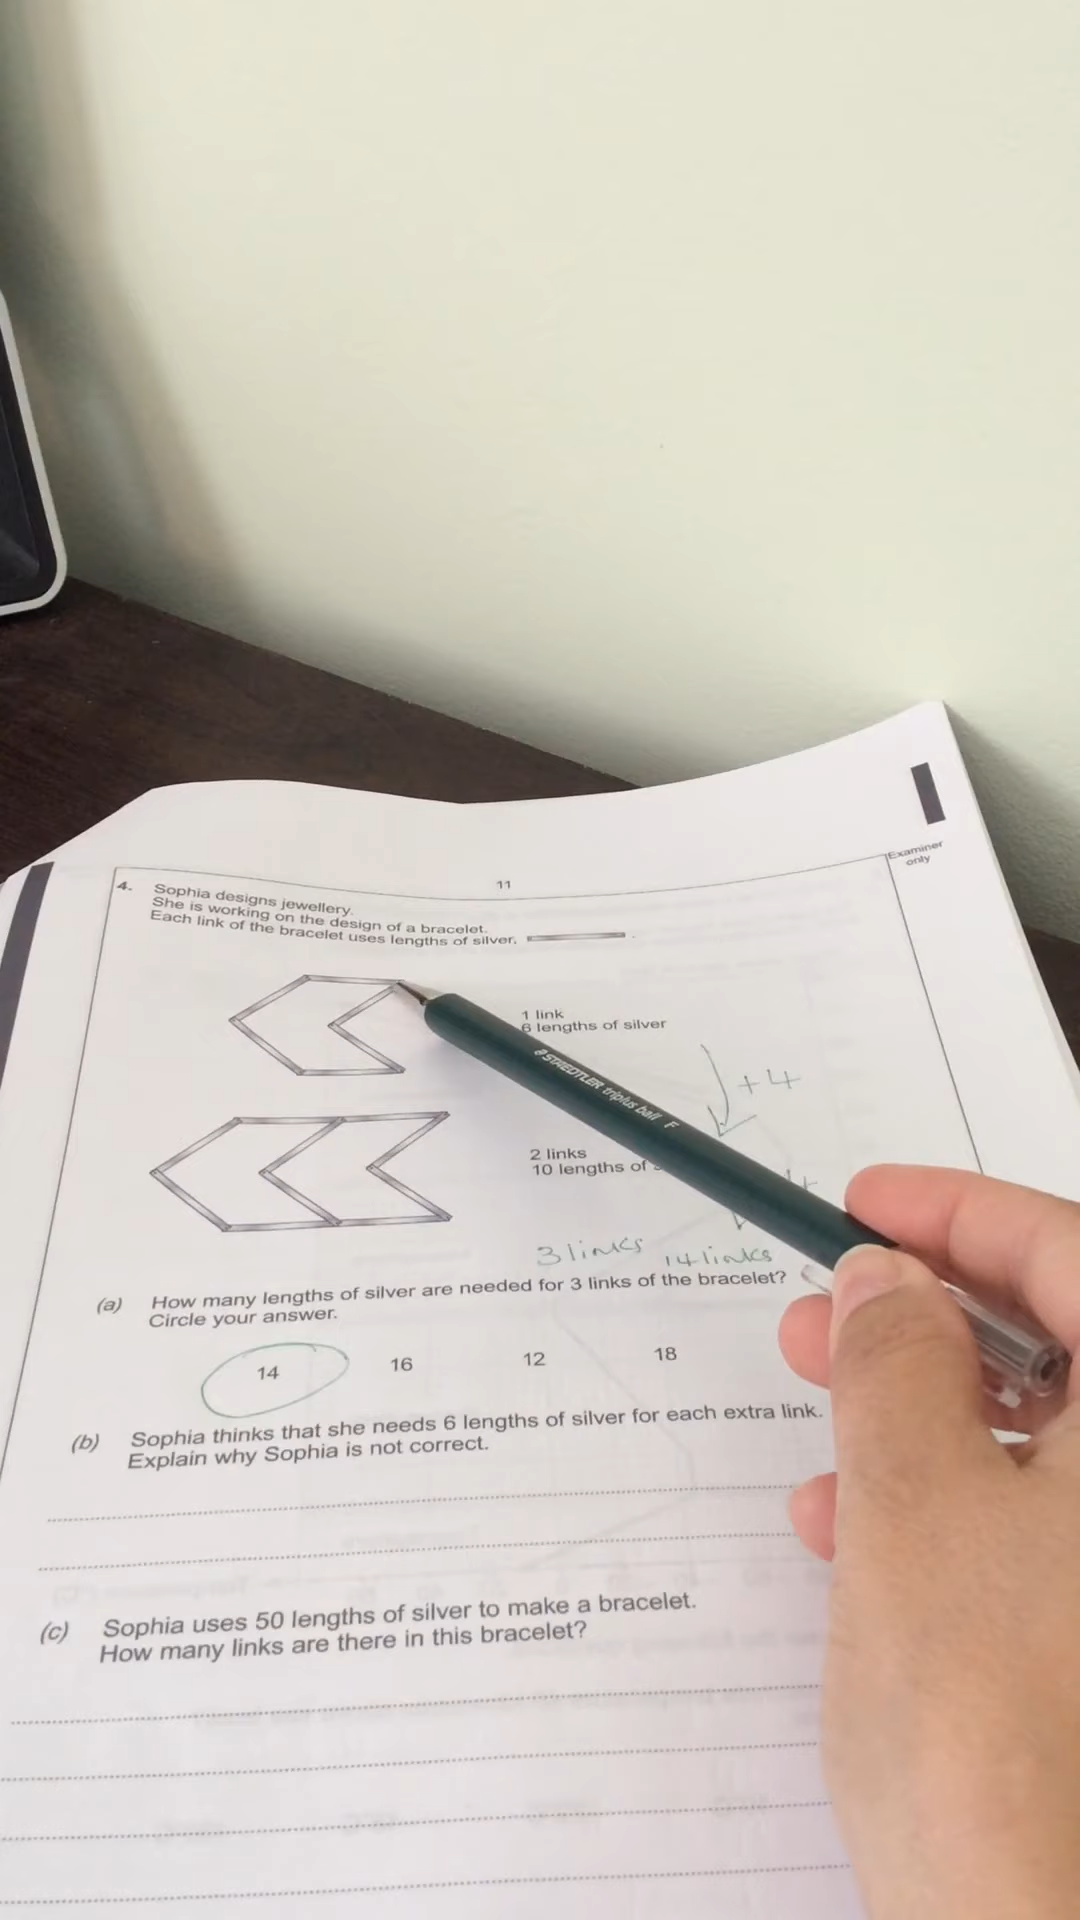 11
Examiner
only
4. Sophia designs jewellery.
She is working on the design of a bracelet.
Each link of the bracelet uses lengths of silver.
1 link
6 lengths of silver
STAEDTLER triplus ball F
+4
2 links
10 lengths of
3 links 14 links
(a) How many lengths of silver are needed for 3 links of the bracelet?
Circle your answer.
14 16 12 18
(b) Sophia thinks that she needs 6 lengths of silver for each extra link.
Explain why Sophia is not correct.
(c) Sophia uses 50 lengths of silver to make a bracelet.
How many links are there in this bracelet?